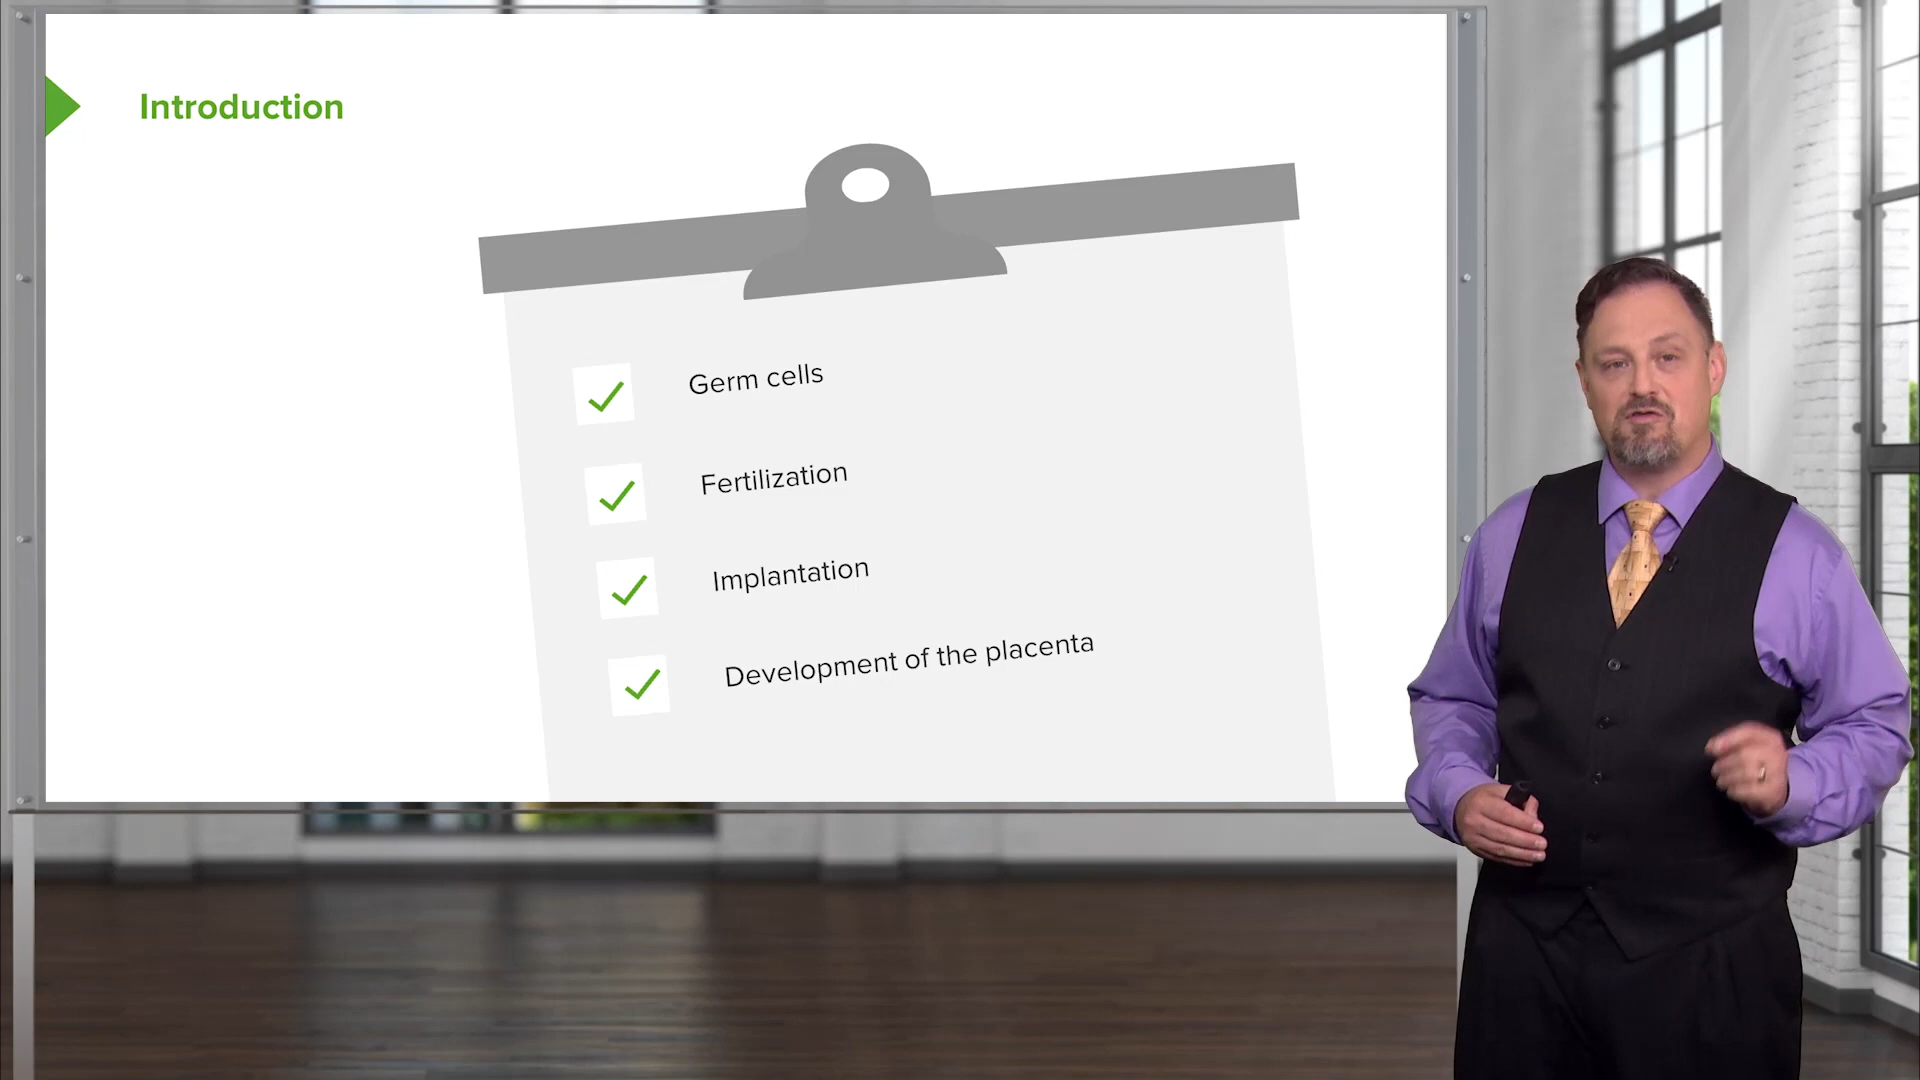 Introduction
Germ cells
Fertilization
Implantation
Development of the placenta